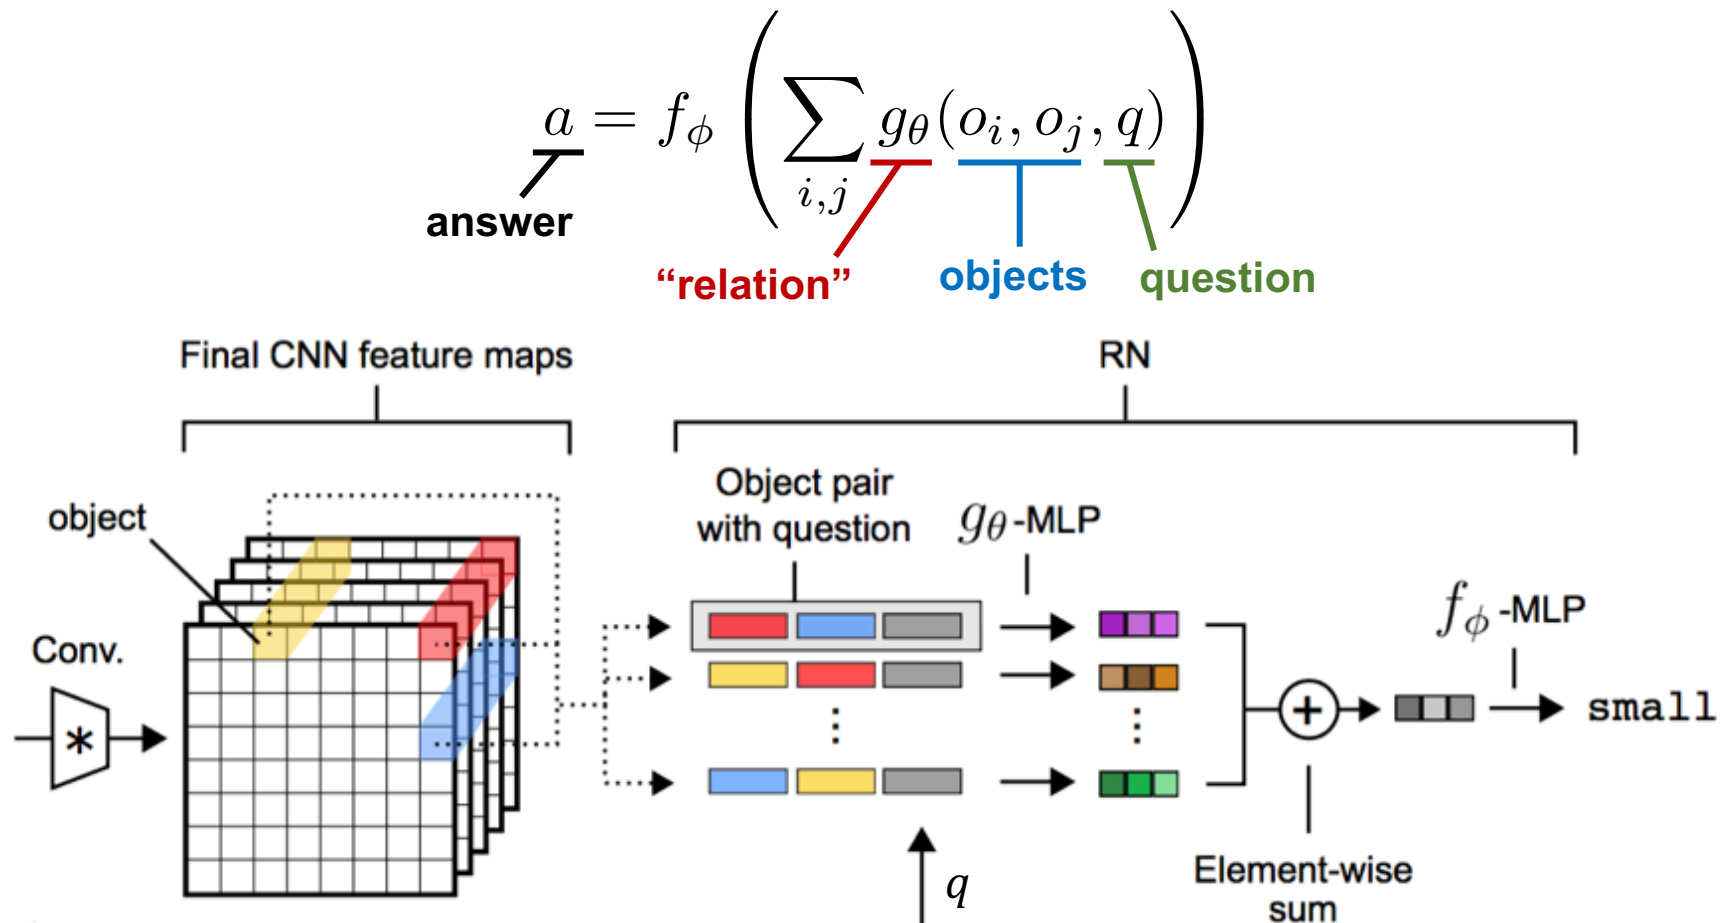 a = f_ϕ ( ∑_{i,j} g_θ(o_i, o_j, q) )
answer
“relation”
objects
question
Final CNN feature maps
RN
object
Object pair
with question
g_θ-MLP
f_ϕ-MLP
Conv.
*
⋮
⋮
+
small
q
Element-wise
sum